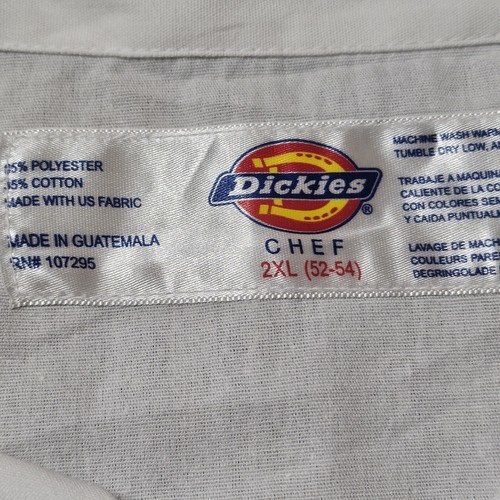 5% POLYESTER
35% COTTON
MADE WITH US FABRIC
MADE IN GUATEMALA
RN# 107295
Dickies®
CHEF
2XL (52-54)
MACHINE WASH WAR
TUMBLE DRY LOW,
TRABAJE A MAQUINA
CALIENTE DE LA CO
CON COLORES SEM
Y CAIDA PUNTUAL
LAVAGE DE MACH
COULEURS PARE
DEGRINGOLADE